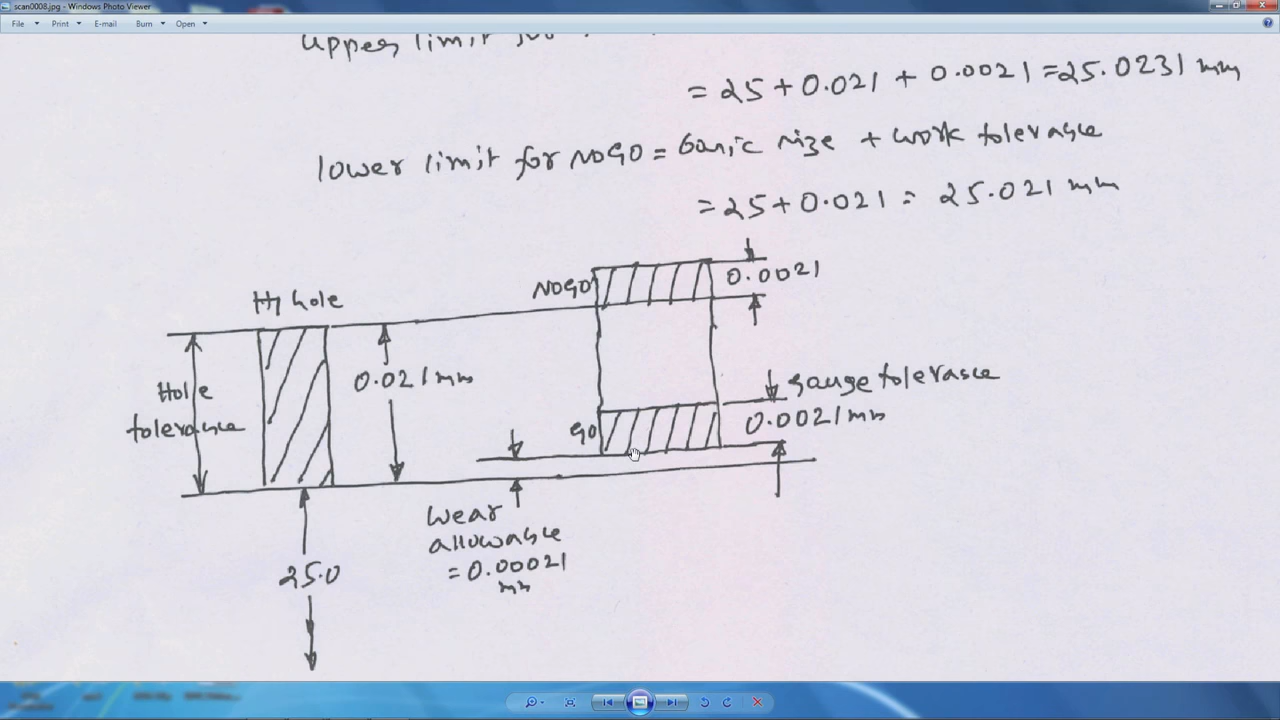 scan0008.jpg - Windows Photo Viewer
File Print E-mail Burn Open
upper limit
= 25 + 0.021 + 0.0021 = 25.0231 mm
lower limit for NOGO = basic size + work tolerance
= 25 + 0.021 = 25.021 mm
NOGO
0.0021
H7 hole
Hole
tolerance
0.021 mm
gauge tolerance
0.0021 mm
GO
wear
allowance
= 0.00021
mm
25.0